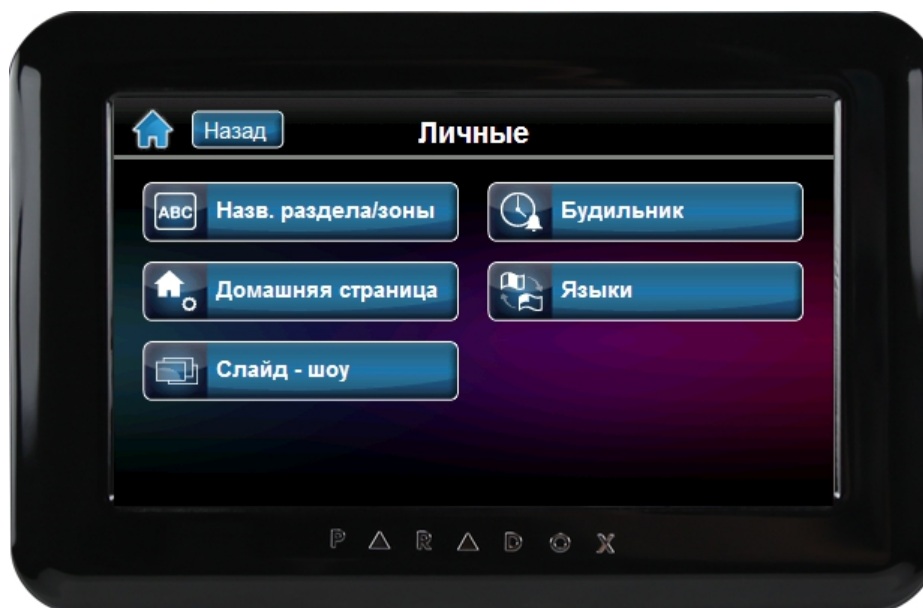 Назад
Личные
ABC
Назв. раздела/зоны
Будильник
Домашняя страница
Языки
Слайд - шоу
PARADOX